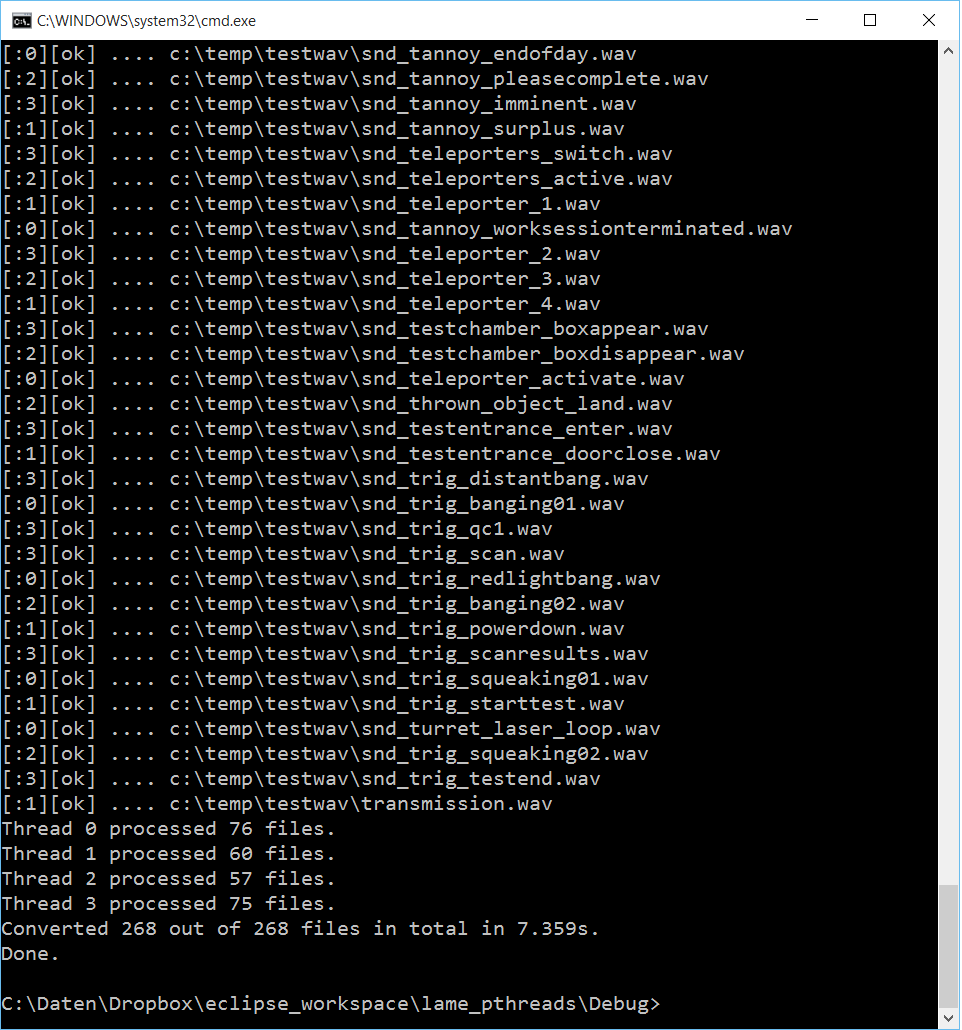 C:\WINDOWS\system32\cmd.exe
[:0][ok] .... c:\temp\testwav\snd_tannoy_endofday.wav
[:2][ok] .... c:\temp\testwav\snd_tannoy_pleasecomplete.wav
[:3][ok] .... c:\temp\testwav\snd_tannoy_imminent.wav
[:1][ok] .... c:\temp\testwav\snd_tannoy_surplus.wav
[:3][ok] .... c:\temp\testwav\snd_teleporters_switch.wav
[:2][ok] .... c:\temp\testwav\snd_teleporters_active.wav
[:1][ok] .... c:\temp\testwav\snd_teleporter_1.wav
[:0][ok] .... c:\temp\testwav\snd_tannoy_worksessionterminated.wav
[:3][ok] .... c:\temp\testwav\snd_teleporter_2.wav
[:2][ok] .... c:\temp\testwav\snd_teleporter_3.wav
[:1][ok] .... c:\temp\testwav\snd_teleporter_4.wav
[:3][ok] .... c:\temp\testwav\snd_testchamber_boxappear.wav
[:2][ok] .... c:\temp\testwav\snd_testchamber_boxdisappear.wav
[:0][ok] .... c:\temp\testwav\snd_teleporter_activate.wav
[:2][ok] .... c:\temp\testwav\snd_thrown_object_land.wav
[:3][ok] .... c:\temp\testwav\snd_testentrance_enter.wav
[:1][ok] .... c:\temp\testwav\snd_testentrance_doorclose.wav
[:3][ok] .... c:\temp\testwav\snd_trig_distantbang.wav
[:0][ok] .... c:\temp\testwav\snd_trig_banging01.wav
[:3][ok] .... c:\temp\testwav\snd_trig_qc1.wav
[:3][ok] .... c:\temp\testwav\snd_trig_scan.wav
[:0][ok] .... c:\temp\testwav\snd_trig_redlightbang.wav
[:2][ok] .... c:\temp\testwav\snd_trig_banging02.wav
[:1][ok] .... c:\temp\testwav\snd_trig_powerdown.wav
[:3][ok] .... c:\temp\testwav\snd_trig_scanresults.wav
[:0][ok] .... c:\temp\testwav\snd_trig_squeaking01.wav
[:1][ok] .... c:\temp\testwav\snd_trig_starttest.wav
[:0][ok] .... c:\temp\testwav\snd_turret_laser_loop.wav
[:2][ok] .... c:\temp\testwav\snd_trig_squeaking02.wav
[:3][ok] .... c:\temp\testwav\snd_trig_testend.wav
[:1][ok] .... c:\temp\testwav\transmission.wav
Thread 0 processed 76 files.
Thread 1 processed 60 files.
Thread 2 processed 57 files.
Thread 3 processed 75 files.
Converted 268 out of 268 files in total in 7.359s.
Done.
C:\Daten\Dropbox\eclipse_workspace\lame_pthreads\Debug>